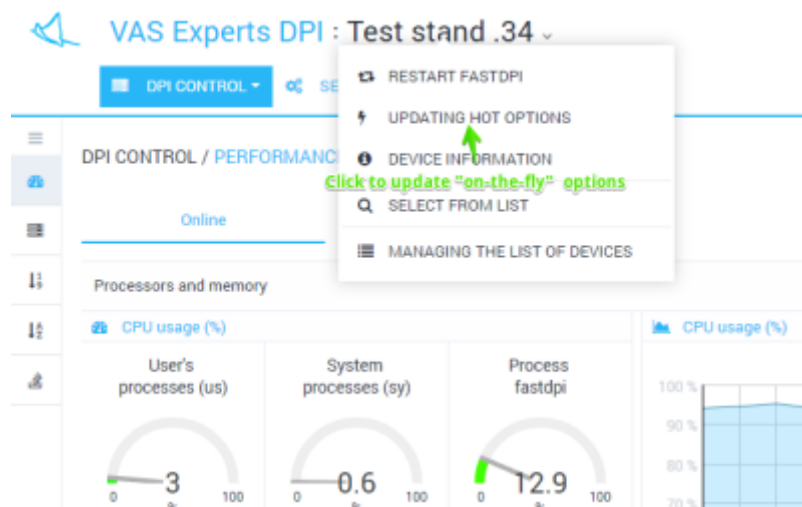 VAS Experts DPI : Test stand .34
DPI CONTROL
SE
RESTART FASTDPI
UPDATING HOT OPTIONS
DEVICE INFORMATION
Click to update "on-the-fly" options
SELECT FROM LIST
MANAGING THE LIST OF DEVICES
DPI CONTROL / PERFORMANC
Online
Processors and memory
CPU usage (%)
CPU usage (%)
User's
processes (us)
System
processes (sy)
Process
fastdpi
3
0
100
%
0.6
0
100
%
12.9
0
100
%
100 %
90 %
80 %
70 %